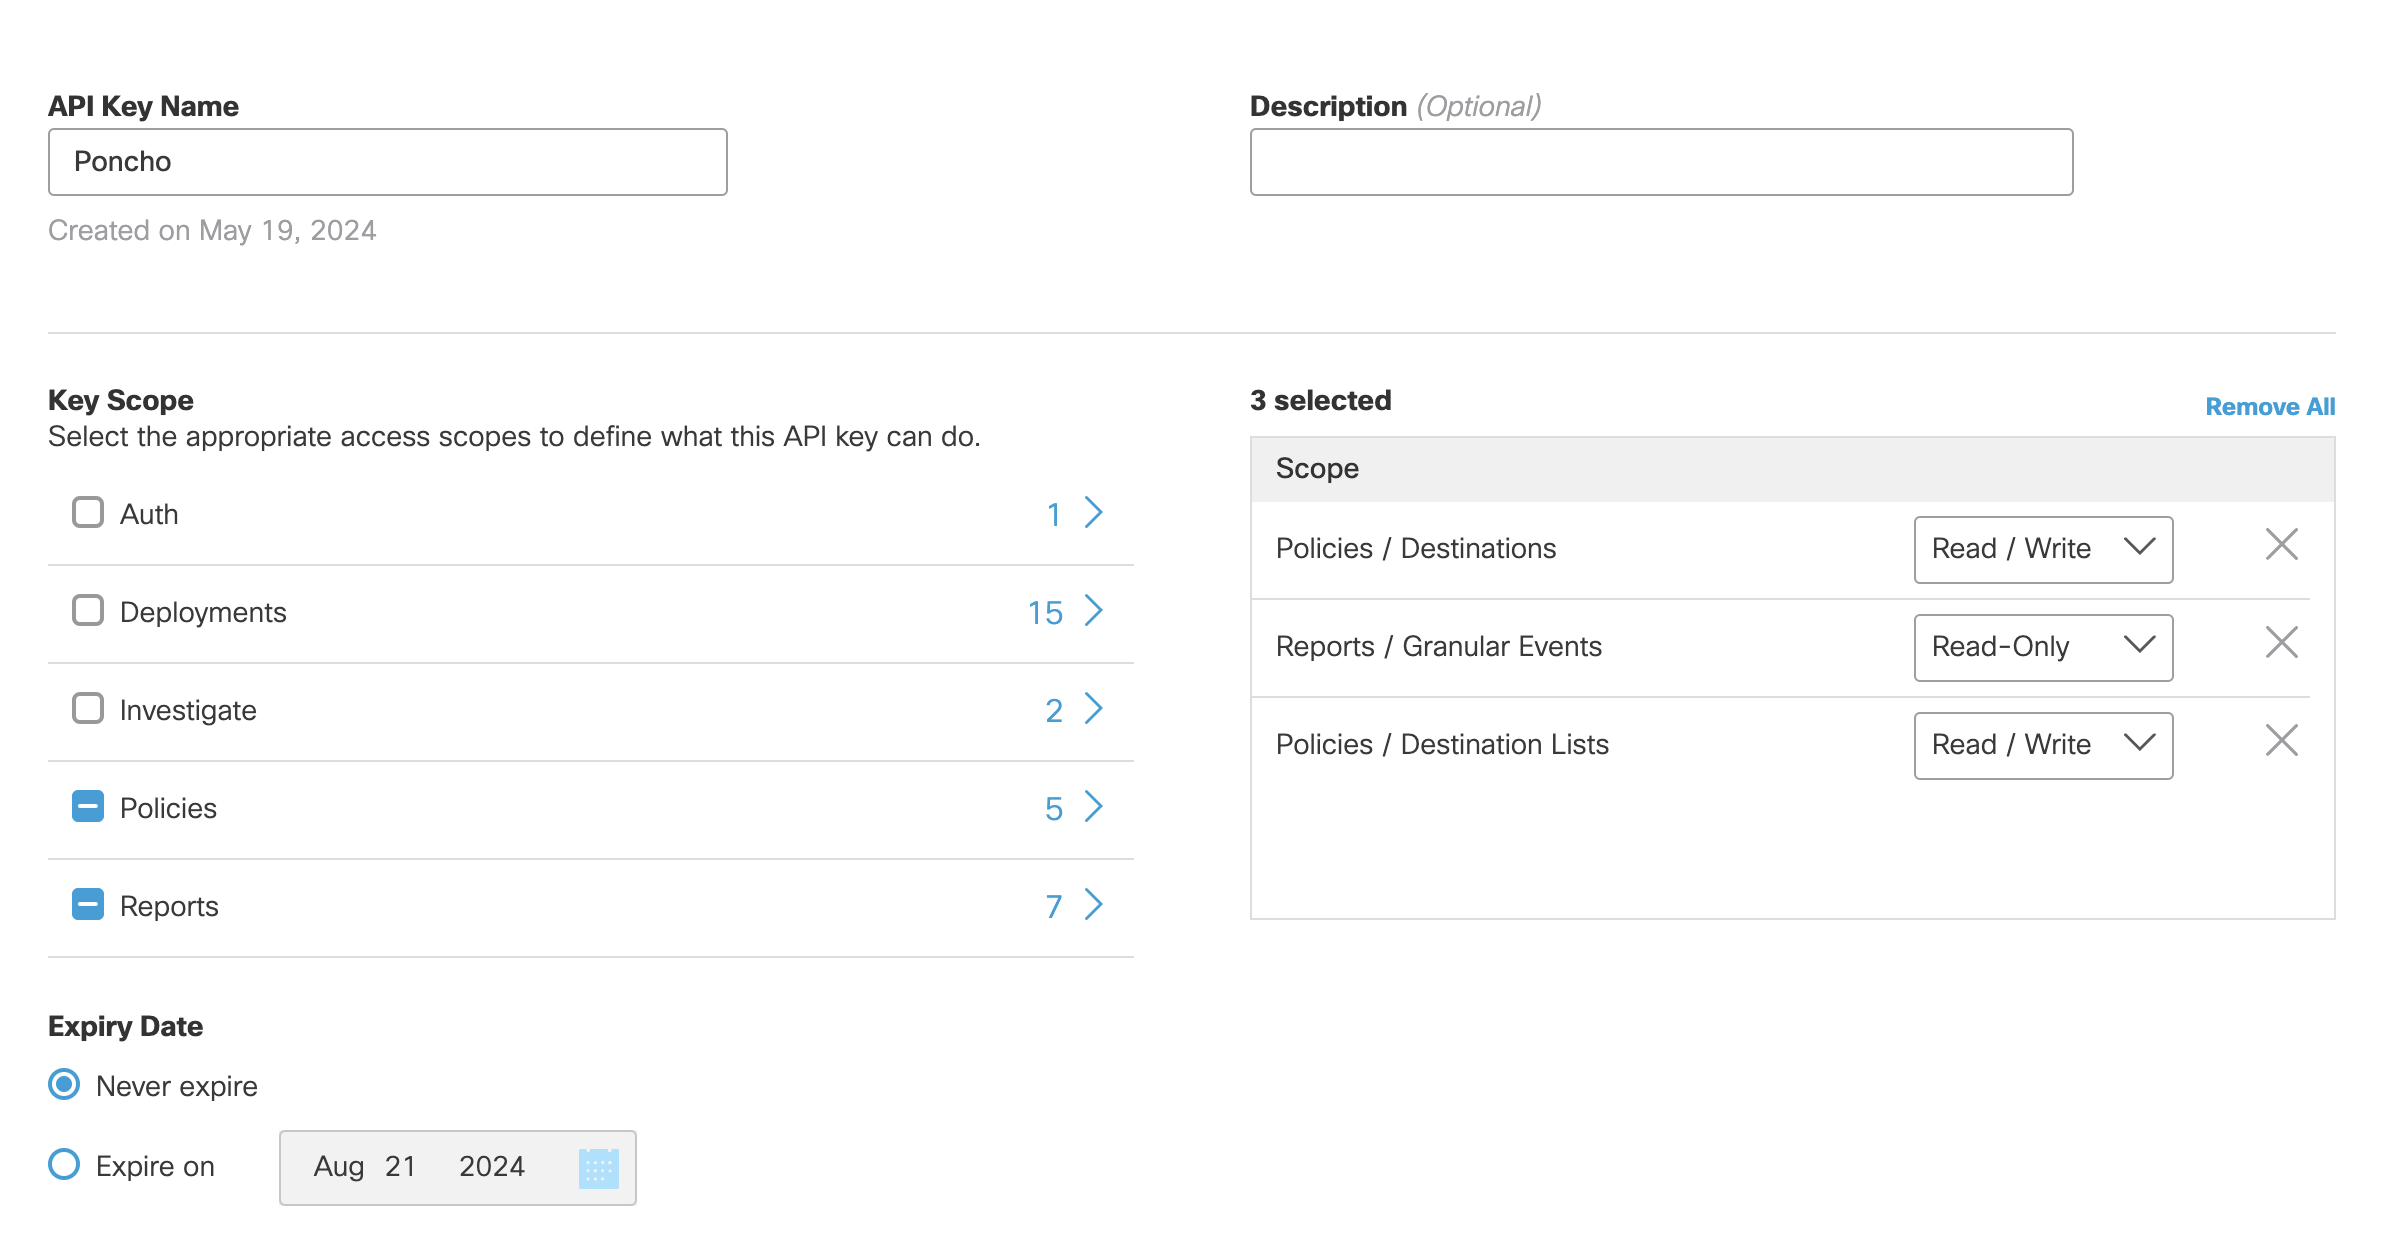 API Key Name
Poncho
Created on May 19, 2024
Description (Optional)
Key Scope
Select the appropriate access scopes to define what this API key can do.
Auth 1
Deployments 15
Investigate 2
Policies 5
Reports 7
3 selected
Remove All
Scope
Policies / Destinations Read / Write
Reports / Granular Events Read-Only
Policies / Destination Lists Read / Write
Expiry Date
Never expire
Expire on Aug 21 2024